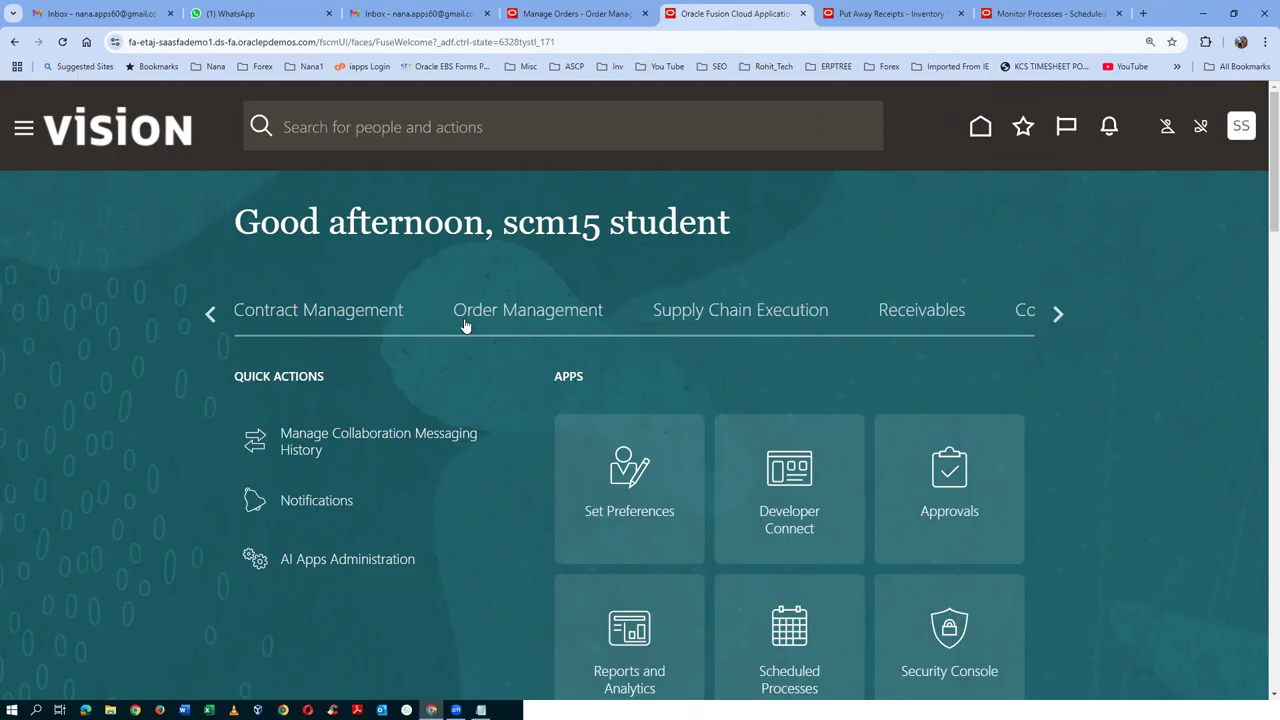 Inbox - nana.apps60@gmail.co
(1) WhatsApp
Inbox - nana.apps60@gmail.co
Manage Orders - Order Manag
Oracle Fusion Cloud Application
Put Away Receipts - Inventory
Monitor Processes - Scheduled
fa-etaj-saasfademo1.ds-fa.oraclepdemos.com/fscmUI/faces/FuseWelcome?_adf.ctrl-state=6328tystl_171
Suggested Sites
Bookmarks
Nana
Forex
Nana1
iapps Login
Oracle EBS Forms P...
Misc
ASCP
Inv
You Tube
SEO
Rohit_Tech
ERPTREE
Forex
Imported From IE
KCS TIMESHEET PO...
YouTube
All Bookmarks
VISION
Search for people and actions
SS
Good afternoon, scm15 student
Contract Management
Order Management
Supply Chain Execution
Receivables
Co
QUICK ACTIONS
APPS
Manage Collaboration Messaging
History
Notifications
AI Apps Administration
Set Preferences
Developer
Connect
Approvals
Reports and
Analytics
Scheduled
Processes
Security Console